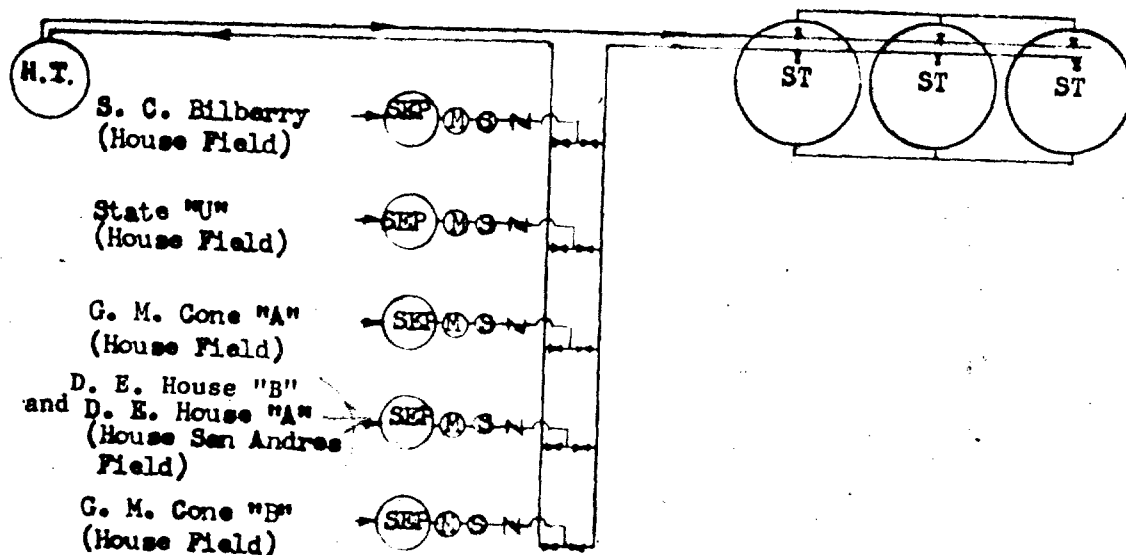 H.T.
ST ST ST
S. C. Bilberry
(House Field)
SEP M S N
State "U"
(House Field)
SEP M S N
G. M. Cone "A"
(House Field)
SEP M S N
D. E. House "B"
and D. E. House "A"
(House San Andres
Field)
SEP M S N
G. M. Cone "B"
(House Field)
SEP M S N